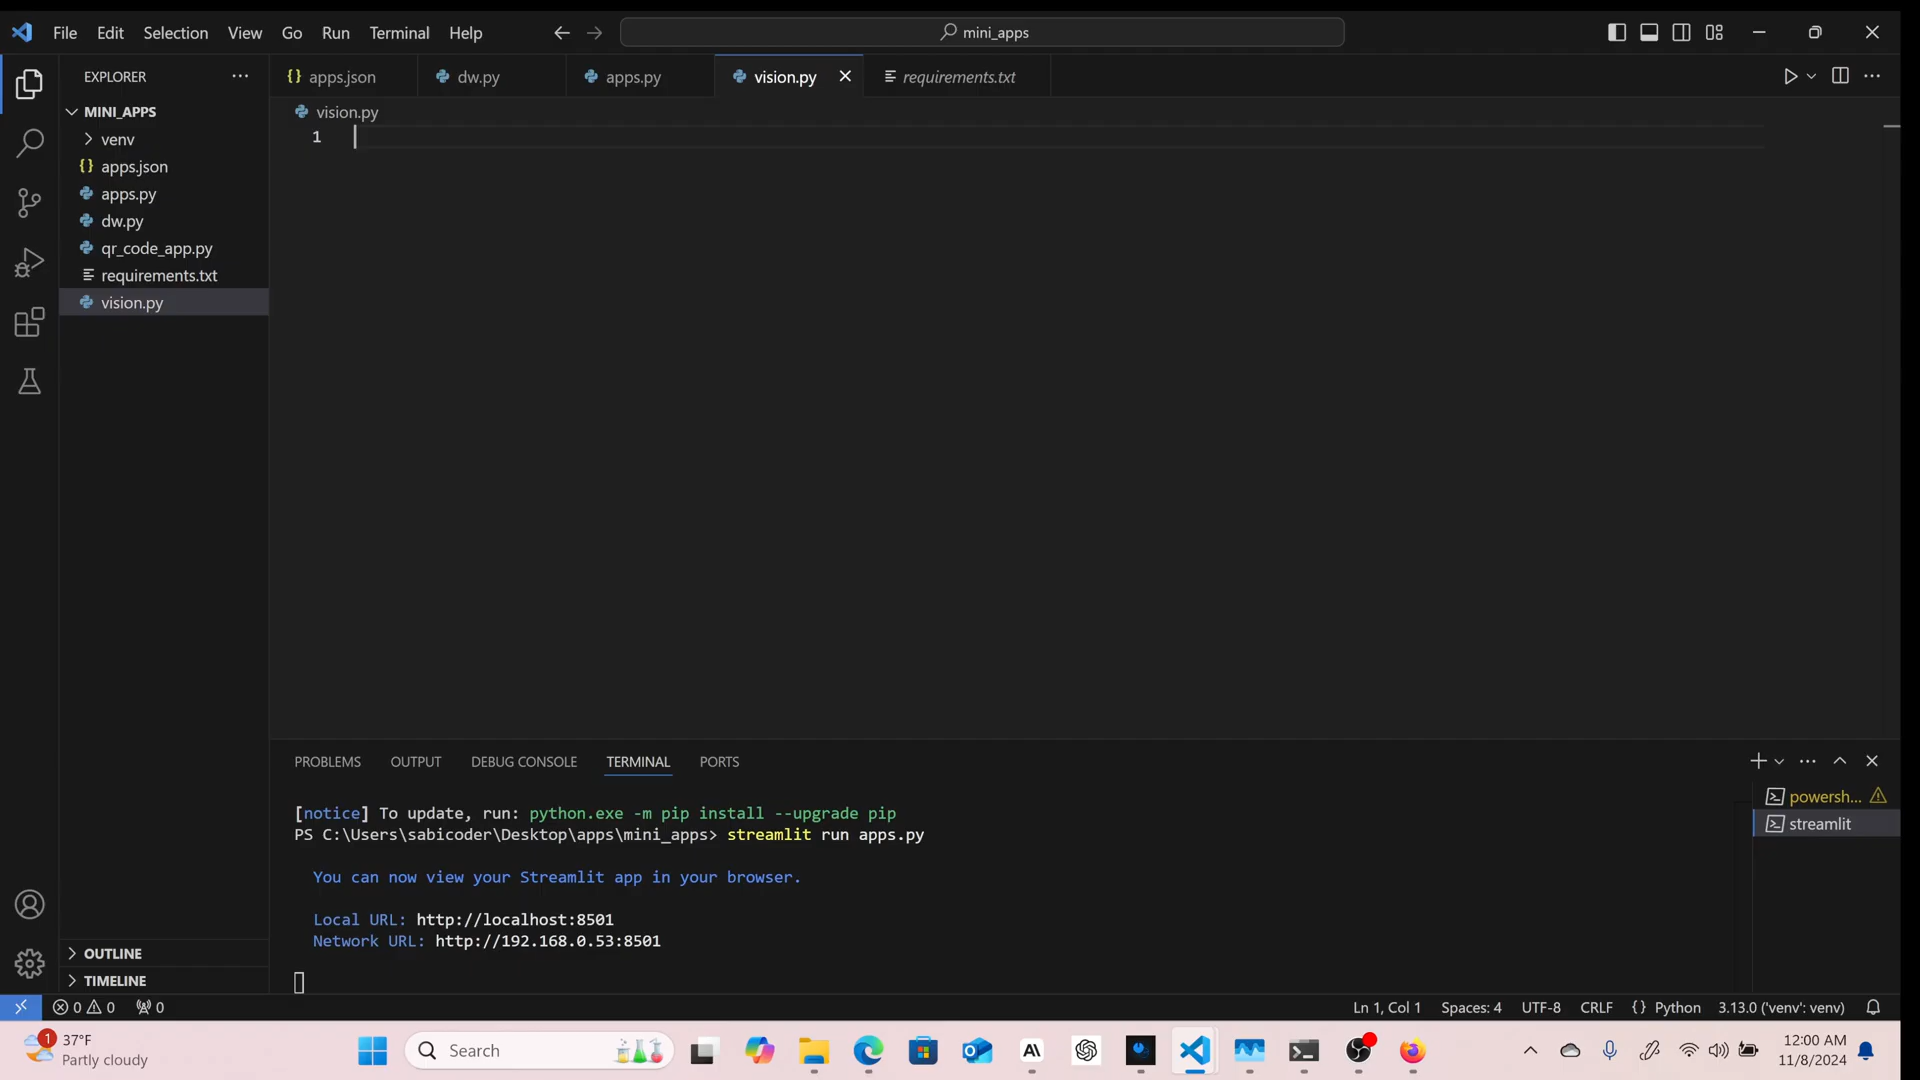 File Edit Selection View Go Run Terminal Help
mini_apps
EXPLORER
MINI_APPS
venv
{} apps.json
apps.py
dw.py
qr_code_app.py
requirements.txt
vision.py
OUTLINE
TIMELINE
{} apps.json
dw.py
apps.py
vision.py
requirements.txt
vision.py
1
PROBLEMS OUTPUT DEBUG CONSOLE TERMINAL PORTS
[notice] To update, run: python.exe -m pip install --upgrade pip
PS C:\Users\sabicoder\Desktop\apps\mini_apps> streamlit run apps.py
You can now view your Streamlit app in your browser.
Local URL: http://localhost:8501
Network URL: http://192.168.0.53:8501
powersh...
streamlit
0 0 0
Ln 1, Col 1 Spaces: 4 UTF-8 CRLF {} Python 3.13.0 ('venv': venv)
1
37°F
Partly cloudy
Search
12:00 AM
11/8/2024